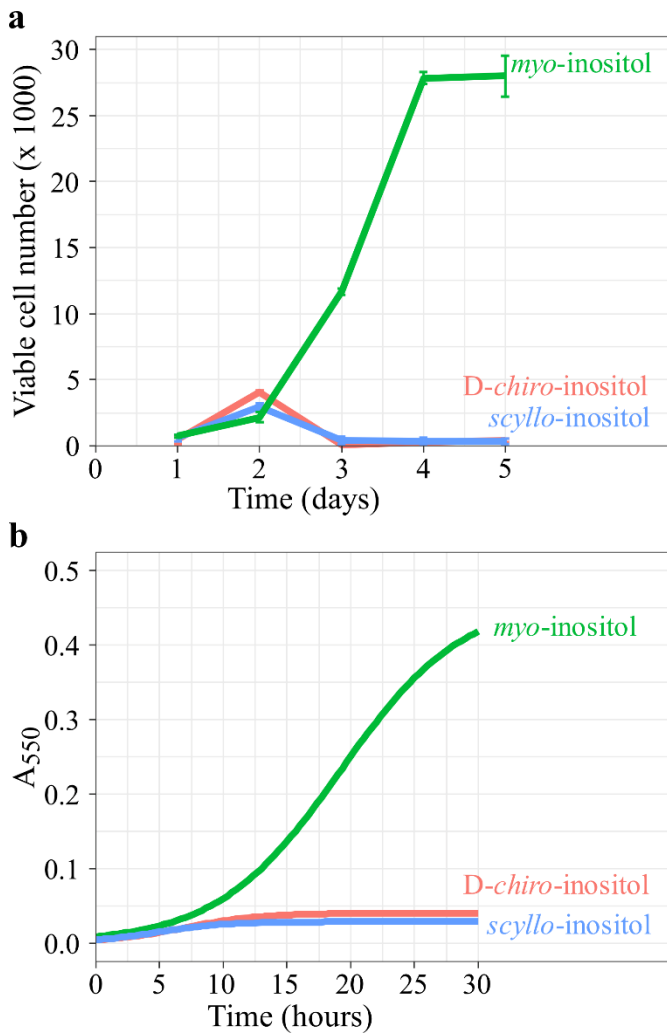 a
Viable cell number (x 1000)
30
25
20
15
10
5
0
myo-inositol
D-chiro-inositol
scyllo-inositol
0 1 2 3 4 5
Time (days)
b
A550
0.5
0.4
0.3
0.2
0.1
0.0
myo-inositol
D-chiro-inositol
scyllo-inositol
0 5 10 15 20 25 30
Time (hours)